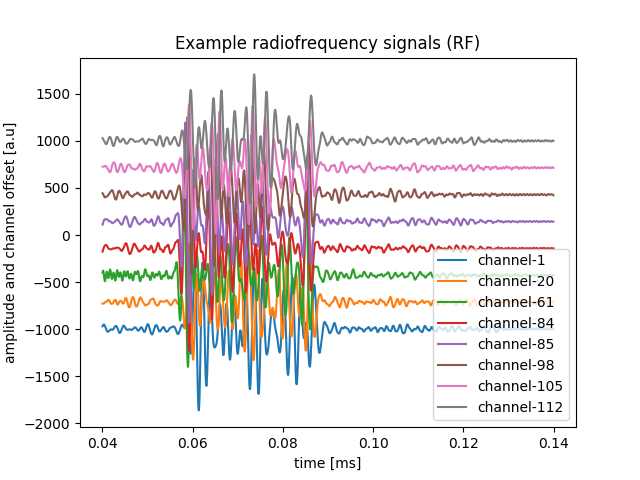 Example radiofrequency signals (RF)
amplitude and channel offset [a.u]
1500
1000
500
0
−500
−1000
−1500
−2000
channel-1
channel-20
channel-61
channel-84
channel-85
channel-98
channel-105
channel-112
0.04 0.06 0.08 0.10 0.12 0.14
time [ms]